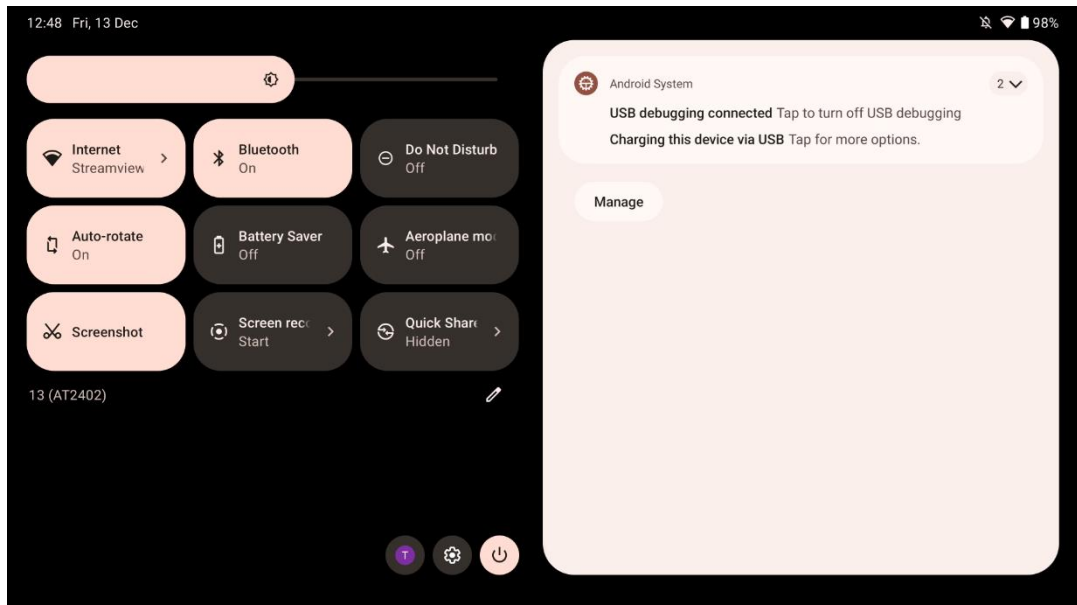 12:48 Fri, 13 Dec
98%
Internet
Streamview
Bluetooth
On
Do Not Disturb
Off
Auto-rotate
On
Battery Saver
Off
Aeroplane mo
Off
Screenshot
Screen rec
Start
Quick Share
Hidden
13 (AT2402)
T
Android System
2
USB debugging connected Tap to turn off USB debugging
Charging this device via USB Tap for more options.
Manage